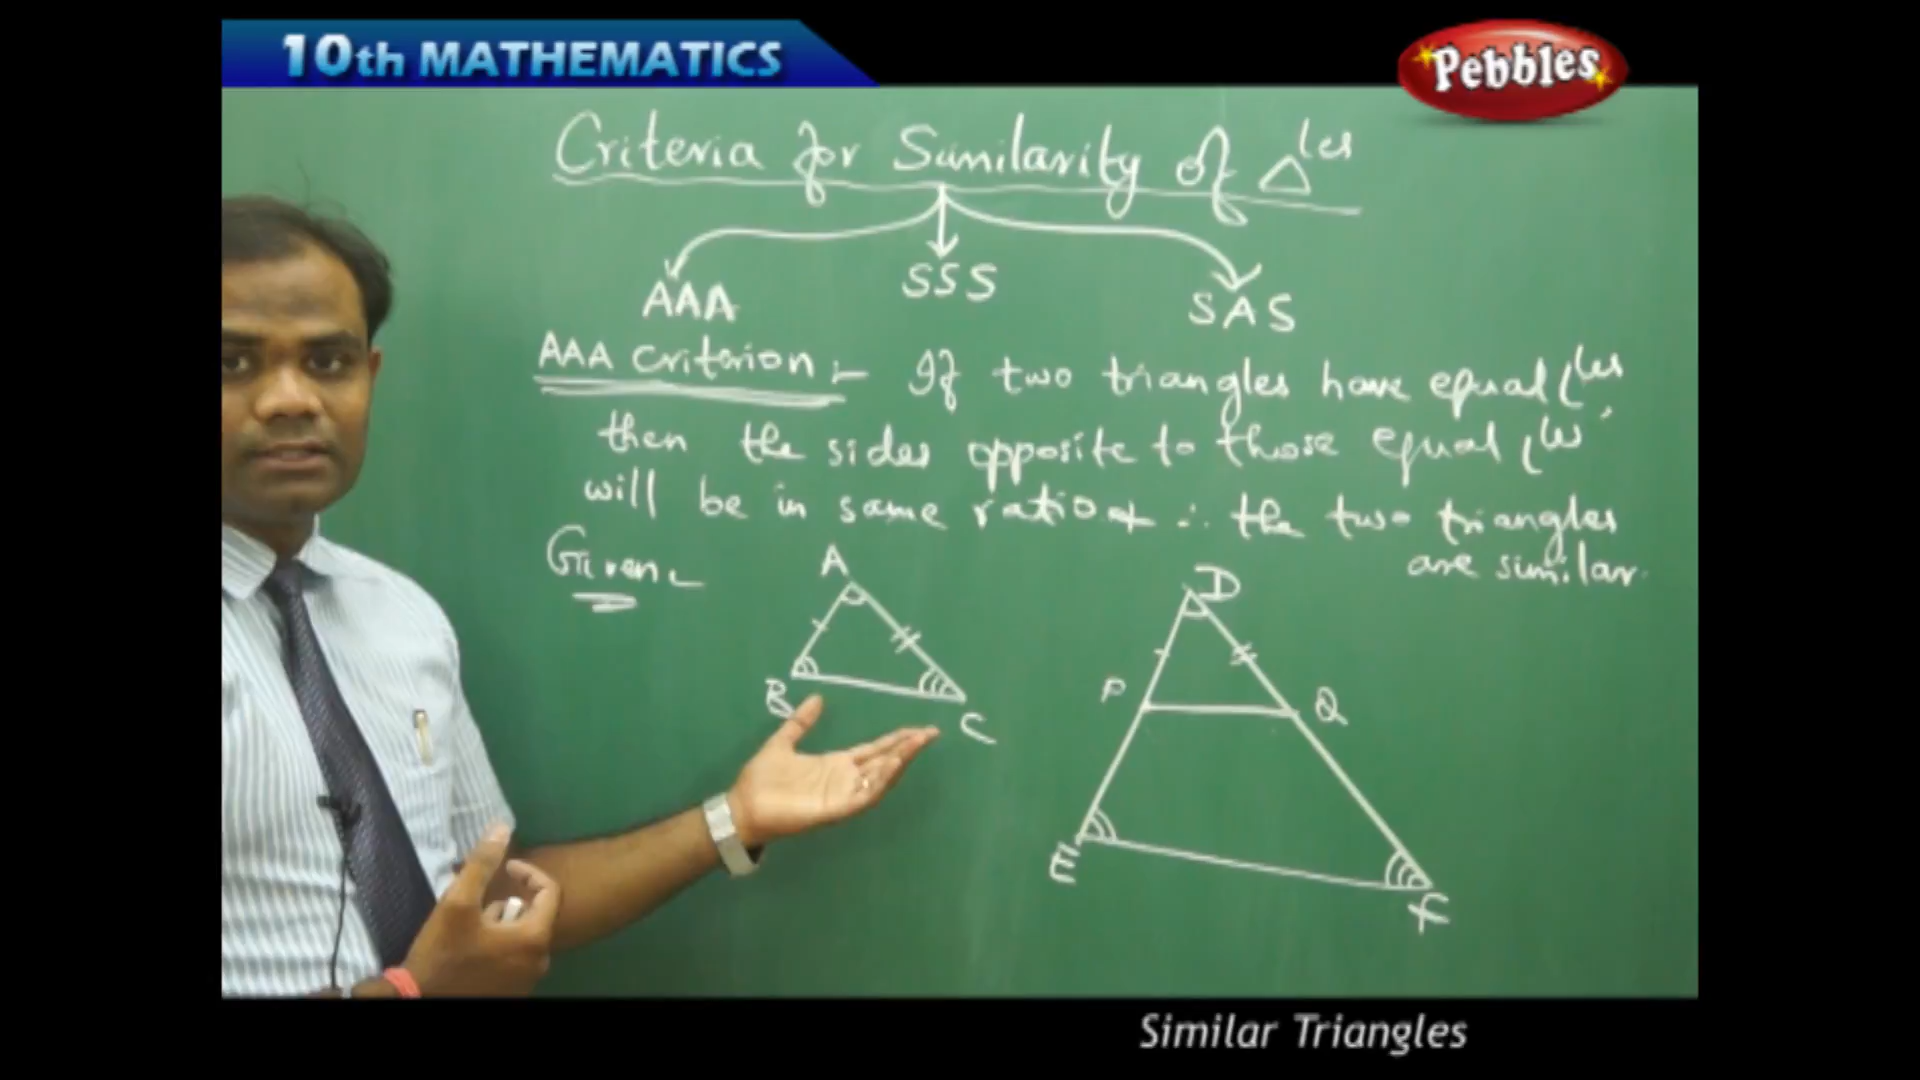 10th MATHEMATICS
Pebbles
Criteria for Similarity of Δles
AAA
SSS
SAS
AAA Criterion :- If two triangles have equal ∠les,
then the sides opposite to those equal ∠les
will be in same ratio & ∴ the two triangles
are similar.
Given:-
A
B
C
D
P
Q
E
F
Similar Triangles